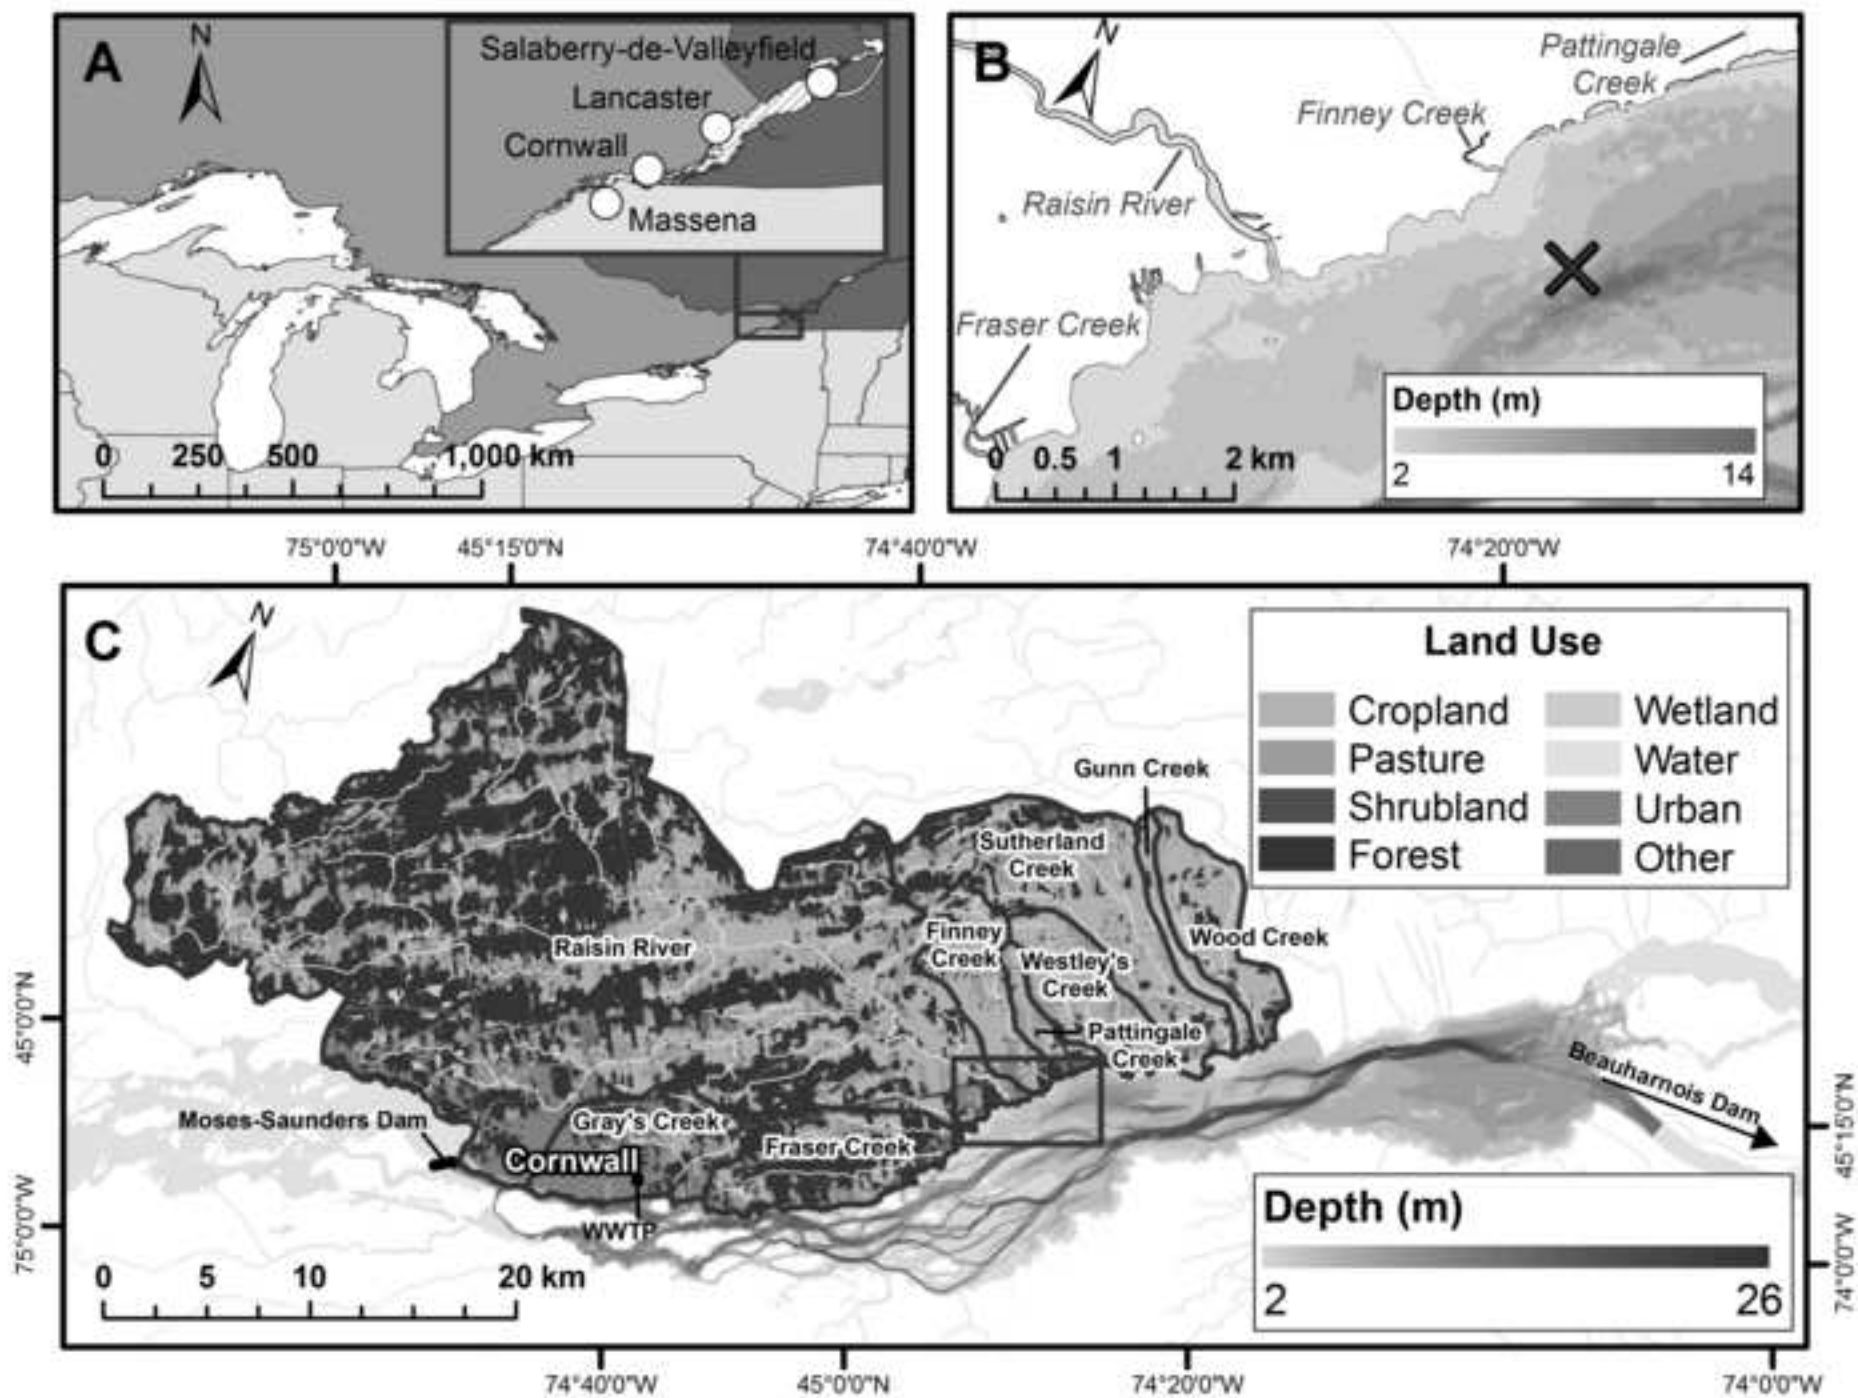 A
N
Salaberry-de-Valleyfield
Lancaster
Cornwall
Massena
0 250 500 1,000 km
B
N
Pattingale
Creek
Finney Creek
Raisin River
Fraser Creek
Depth (m)
2 14
0 0.5 1 2 km
75°0'0"W 45°15'0"N 74°40'0"W 74°20'0"W
C
N
Land Use
Cropland Wetland
Pasture Water
Shrubland Urban
Forest Other
Gunn Creek
Sutherland
Creek
Raisin River
Finney
Creek
Westley's
Creek
Wood Creek
Pattingale
Creek
Beauharnois Dam
Moses-Saunders Dam
Gray's Creek
Fraser Creek
Cornwall
WWTP
0 5 10 20 km
Depth (m)
2 26
45°0'0"N
75°0'0"W
45°15'0"N
74°0'0"W
74°40'0"W 45°0'0"N 74°20'0"W 74°0'0"W